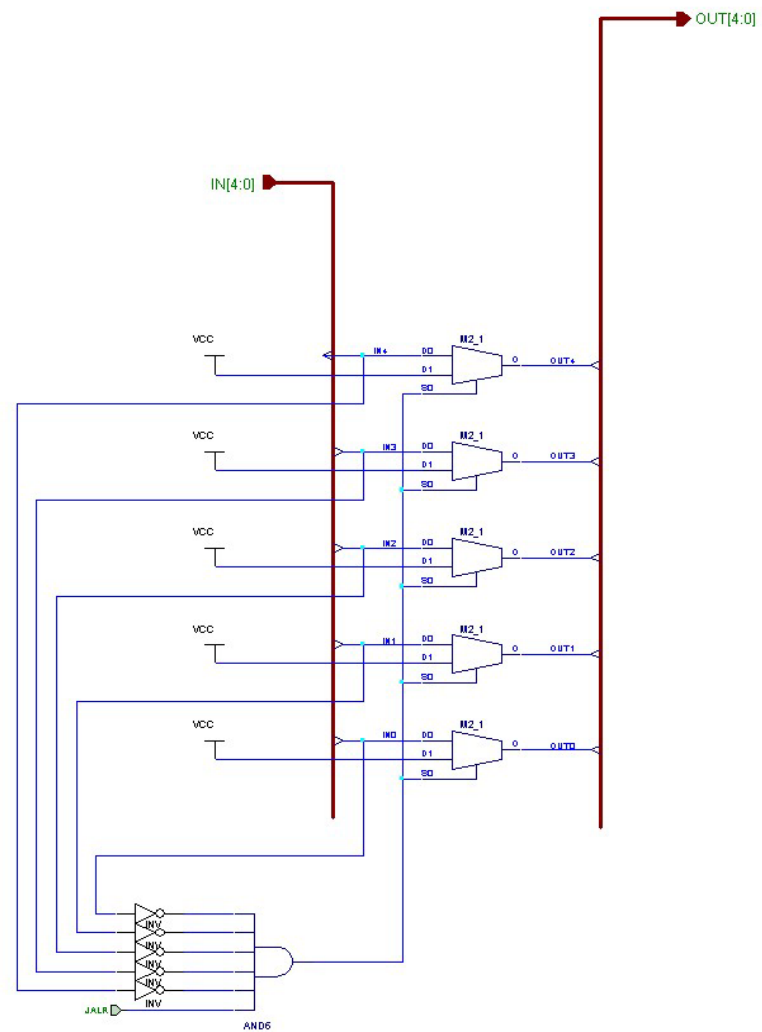 OUT[4:0]
IN[4:0]
VCC
M2_1
IN4
D0
D1
S0
O
OUT4
VCC
M2_1
IN3
D0
D1
S0
O
OUT3
VCC
M2_1
IN2
D0
D1
S0
O
OUT2
VCC
M2_1
IN1
D0
D1
S0
O
OUT1
VCC
M2_1
IN0
D0
D1
S0
O
OUT0
INV
INV
INV
INV
INV
JALR
AND6